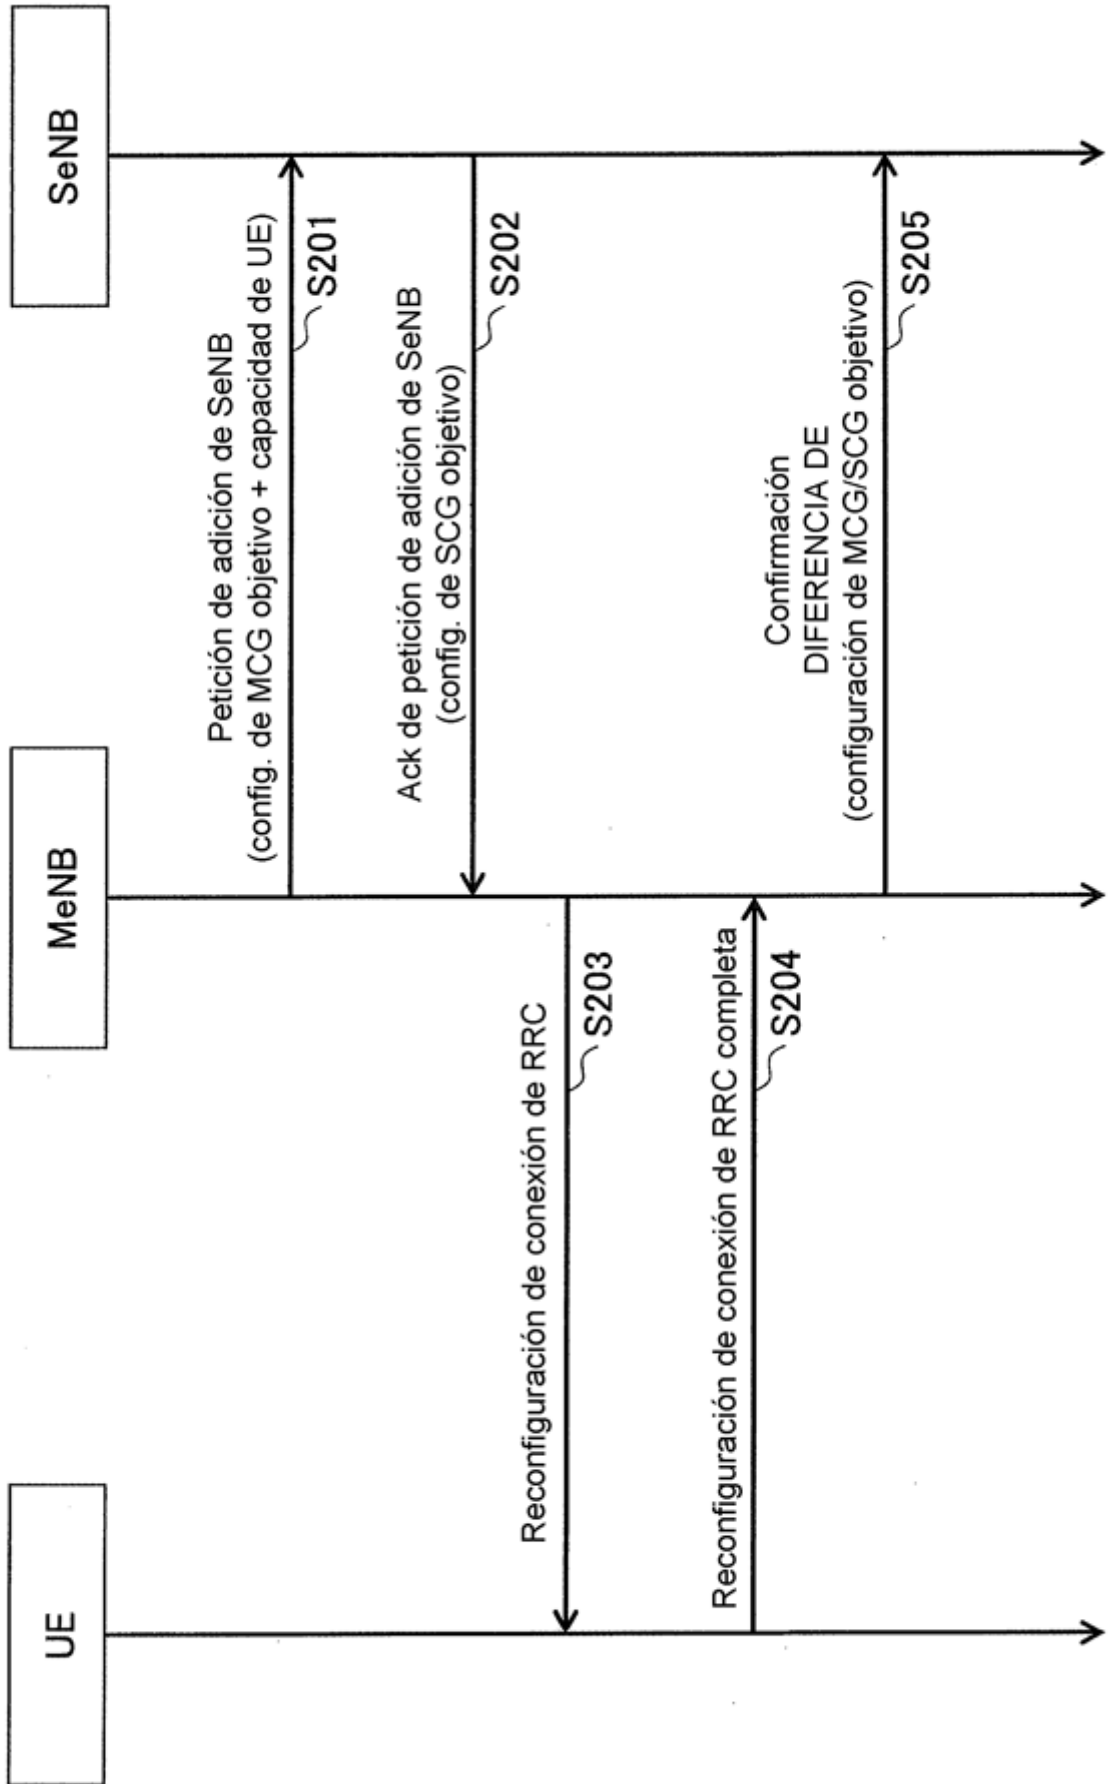 UE
MeNB
SeNB
Petición de adición de SeNB
(config. de MCG objetivo + capacidad de UE)
S201
Ack de petición de adición de SeNB
(config. de SCG objetivo)
S202
Reconfiguración de conexión de RRC
S203
Reconfiguración de conexión de RRC completa
S204
Confirmación
DIFERENCIA DE
(configuración de MCG/SCG objetivo)
S205